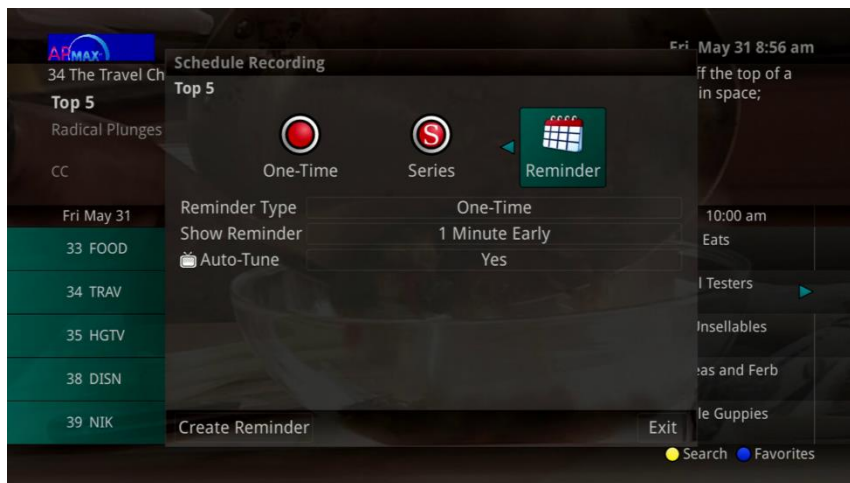 ARMAX
Fri May 31 8:56 am
34 The Travel Ch
Schedule Recording
ff the top of a
in space;
Top 5
Top 5
Radical Plunges
CC
One-Time
S
Series
Reminder
Reminder Type One-Time
Show Reminder 1 Minute Early
Auto-Tune Yes
Fri May 31
10:00 am
33 FOOD
Eats
34 TRAV
l Testers
35 HGTV
Unsellables
38 DISN
eas and Ferb
39 NIK
le Guppies
Create Reminder
Exit
Search Favorites